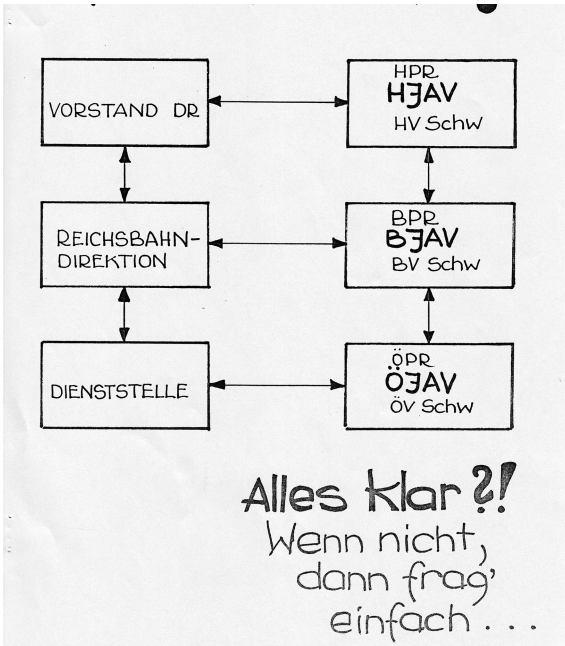 VORSTAND DR
HPR
HJAV
HV SchW
REICHSBAHN-
DIREKTION
BPR
BJAV
BV SchW
DIENSTSTELLE
ÖPR
ÖJAV
ÖV SchW
Alles klar?!
Wenn nicht,
dann frag'
einfach . . .